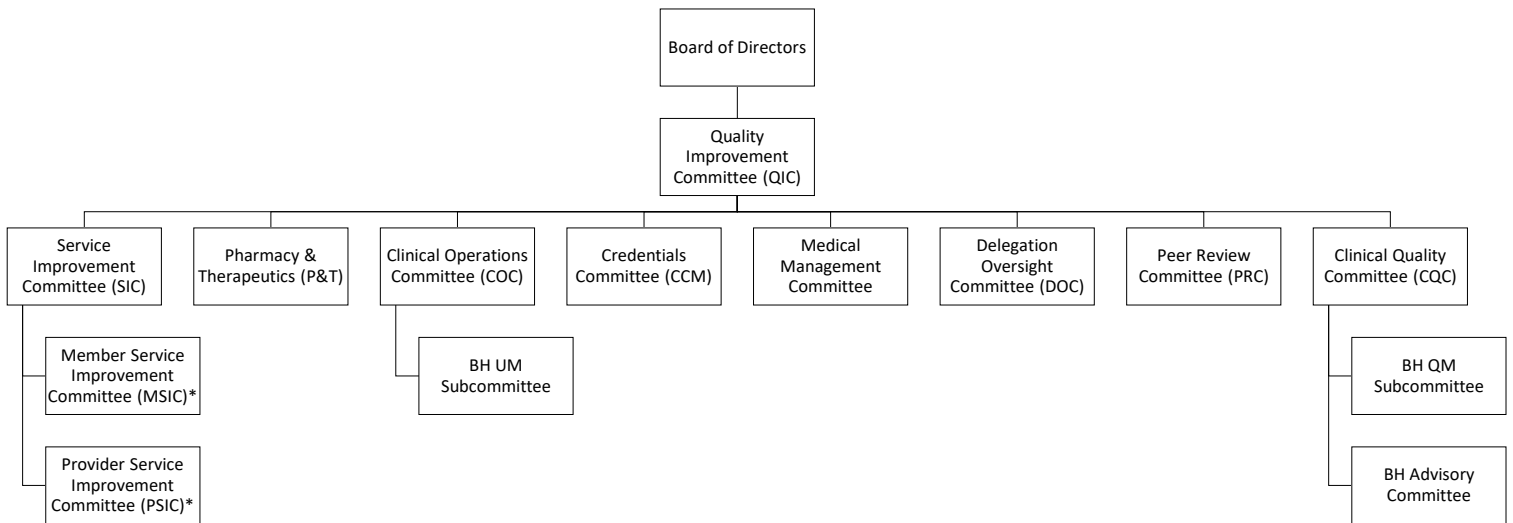 Board of Directors
Quality
Improvement
Committee (QIC)
Service
Improvement
Committee (SIC)
Pharmacy &
Therapeutics (P&T)
Clinical Operations
Committee (COC)
Credentials
Committee (CCM)
Medical
Management
Committee
Delegation
Oversight
Committee (DOC)
Peer Review
Committee (PRC)
Clinical Quality
Committee (CQC)
Member Service
Improvement
Committee (MSIC)*
BH UM
Subcommittee
BH QM
Subcommittee
Provider Service
Improvement
Committee (PSIC)*
BH Advisory
Committee